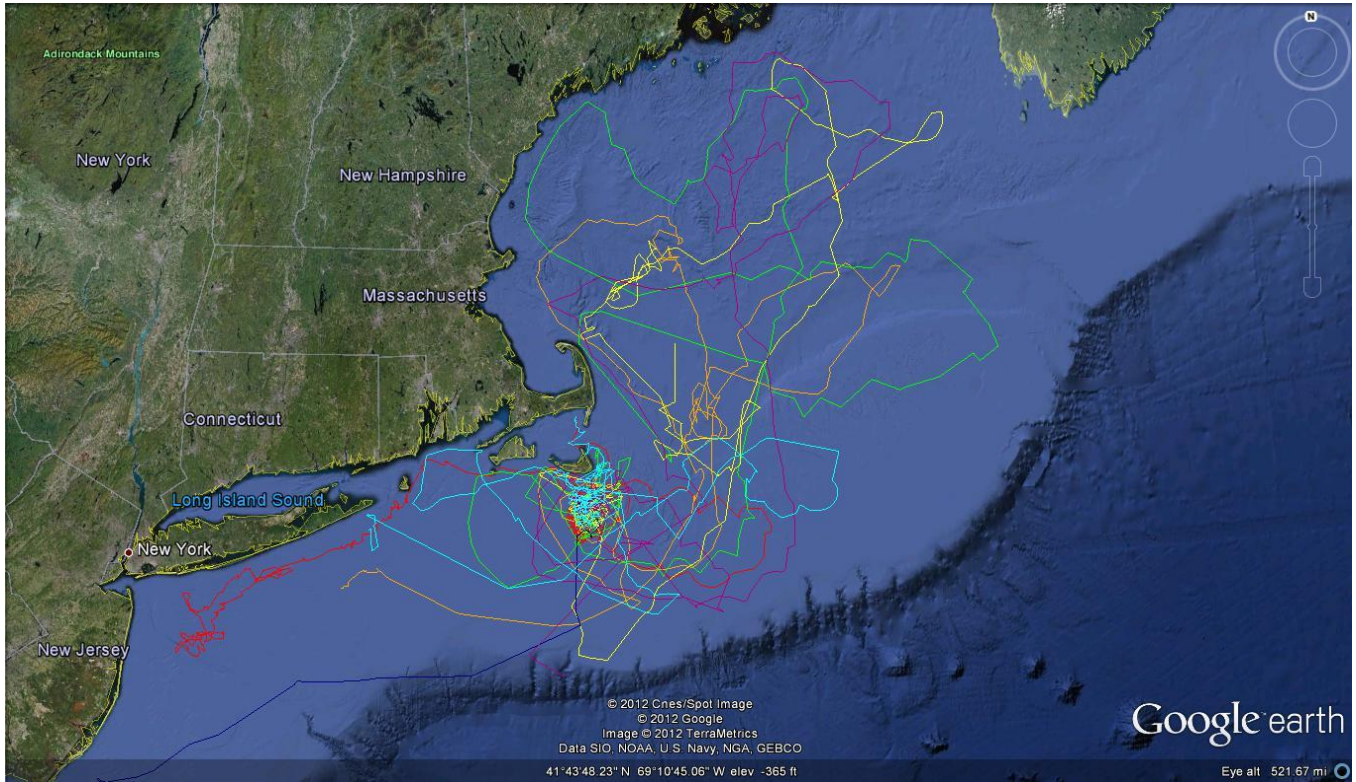 Adirondack Mountains
New York
New Hampshire
Massachusetts
Connecticut
Long Island Sound
New York
New Jersey
N
© 2012 Cnes/Spot Image
© 2012 Google
Image © 2012 TerraMetrics
Data SIO, NOAA, U.S. Navy, NGA, GEBCO
Google earth
41°43'48.23" N 69°10'45.06" W elev -365 ft
Eye alt 521.67 mi